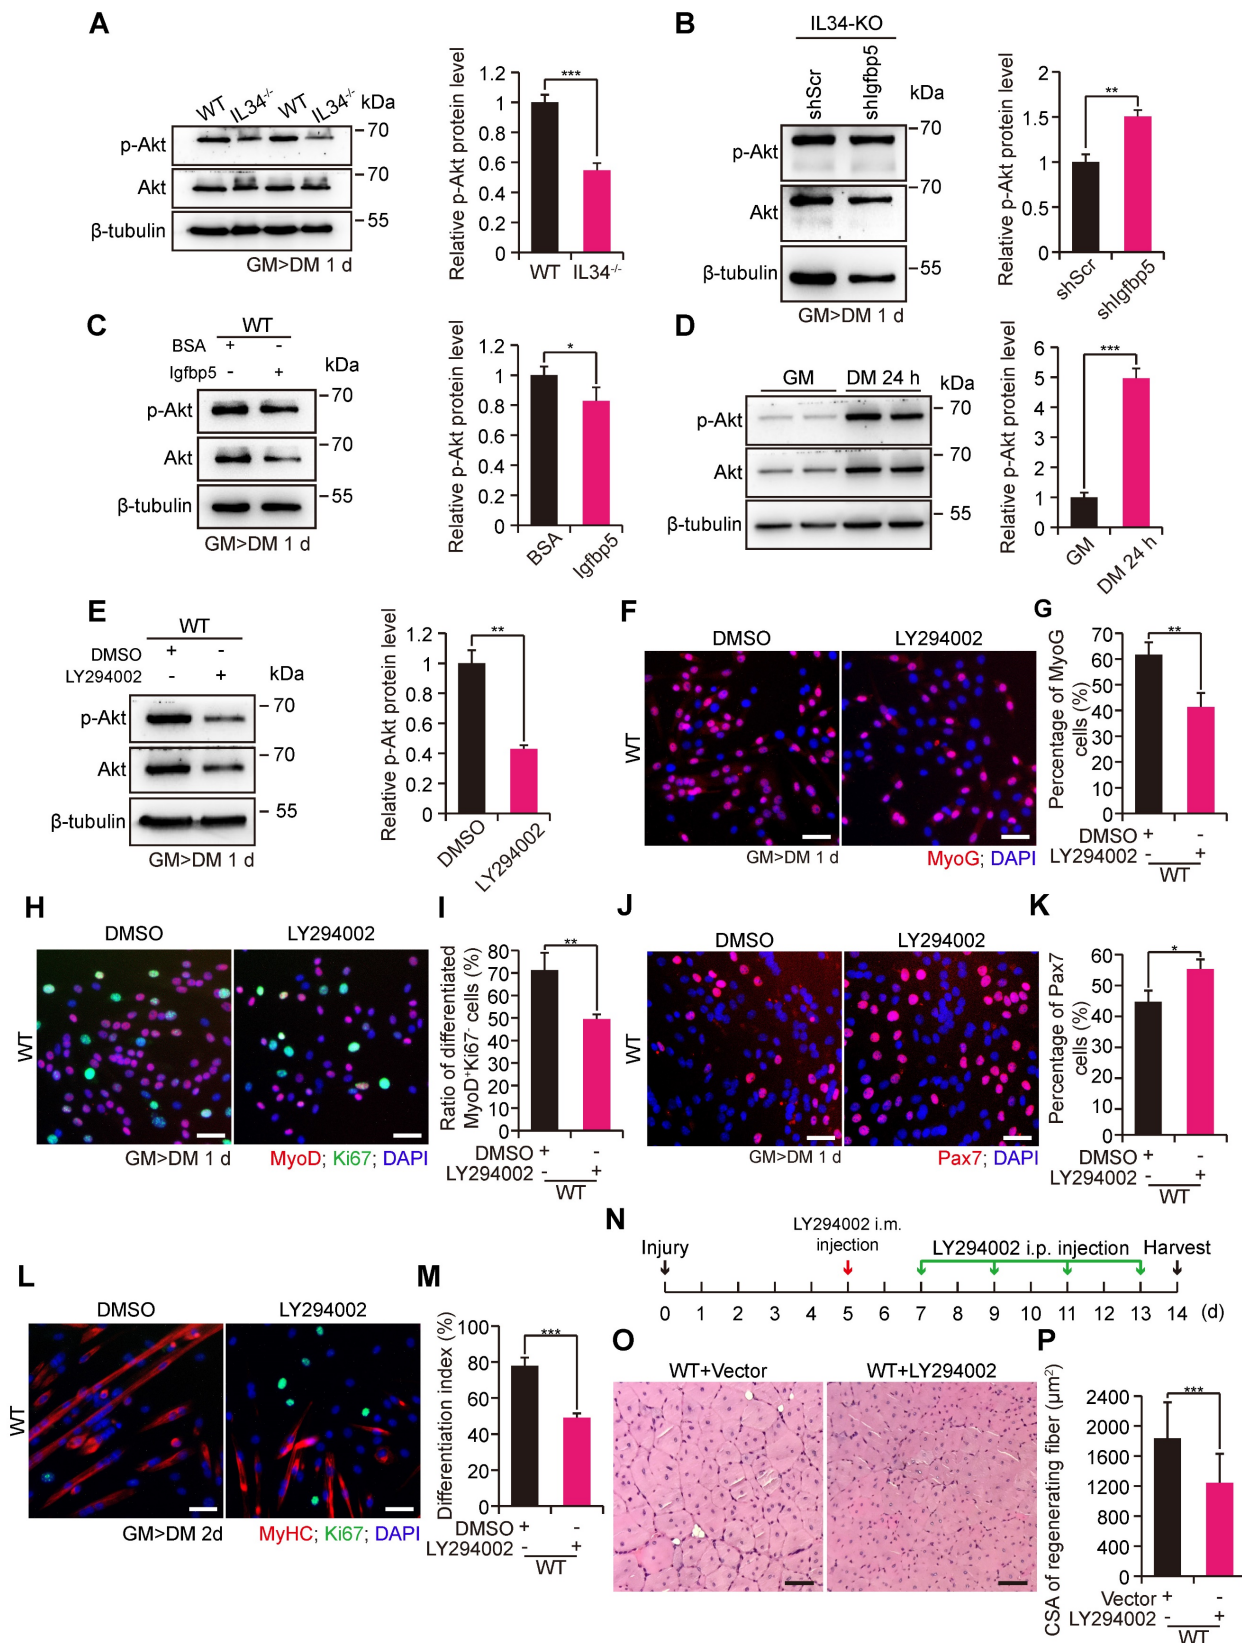 A
WT IL34-/- WT IL34-/- kDa
p-Akt
70
Akt
70
β-tubulin
55
GM>DM 1 d
Relative p-Akt protein level
1.2
1
0.8
0.6
0.4
0.2
0
***
WT IL34-/-
B
IL34-KO
shScr shIgfbp5 kDa
p-Akt
70
Akt
70
β-tubulin
55
GM>DM 1 d
Relative p-Akt protein level
2
1.5
1
0.5
0
**
shScr shIgfbp5
C
WT
BSA + -
Igfbp5 - +
kDa
p-Akt
70
Akt
70
β-tubulin
55
GM>DM 1 d
Relative p-Akt protein level
1.2
1
0.8
0.6
0.4
0.2
0
*
BSA Igfbp5
D
GM DM 24 h kDa
p-Akt
70
Akt
70
β-tubulin
55
Relative p-Akt protein level
6
5
4
3
2
1
0
***
GM DM 24 h
E
WT
DMSO + -
LY294002 - +
kDa
p-Akt
70
Akt
70
β-tubulin
55
GM>DM 1 d
Relative p-Akt protein level
1.2
1
0.8
0.6
0.4
0.2
0
**
DMSO LY294002
F
DMSO LY294002
WT
GM>DM 1 d MyoG; DAPI
G
Percentage of MyoG
cells (%)
70
60
50
40
30
20
10
0
**
DMSO + -
LY294002 - +
WT
H
DMSO LY294002
WT
GM>DM 1 d MyoD; Ki67; DAPI
I
Ratio of differentiated
MyoD+Ki67- cells (%)
80
70
60
50
40
30
20
10
0
**
DMSO + -
LY294002 - +
WT
J
DMSO LY294002
WT
GM>DM 1 d Pax7; DAPI
K
Percentage of Pax7
cells (%)
60
50
40
30
20
10
0
*
DMSO + -
LY294002 - +
WT
L
DMSO LY294002
WT
GM>DM 2d MyHC; Ki67; DAPI
M
Differentiation index (%)
100
80
60
40
20
0
***
DMSO + -
LY294002 - +
WT
N
LY294002 i.m.
injection
Injury LY294002 i.p. injection Harvest
0 1 2 3 4 5 6 7 8 9 10 11 12 13 14 (d)
O
WT+Vector WT+LY294002
P
CSA of regenerating fiber (μm²)
2400
2000
1600
1200
800
400
0
***
Vector + -
LY294002 - +
WT